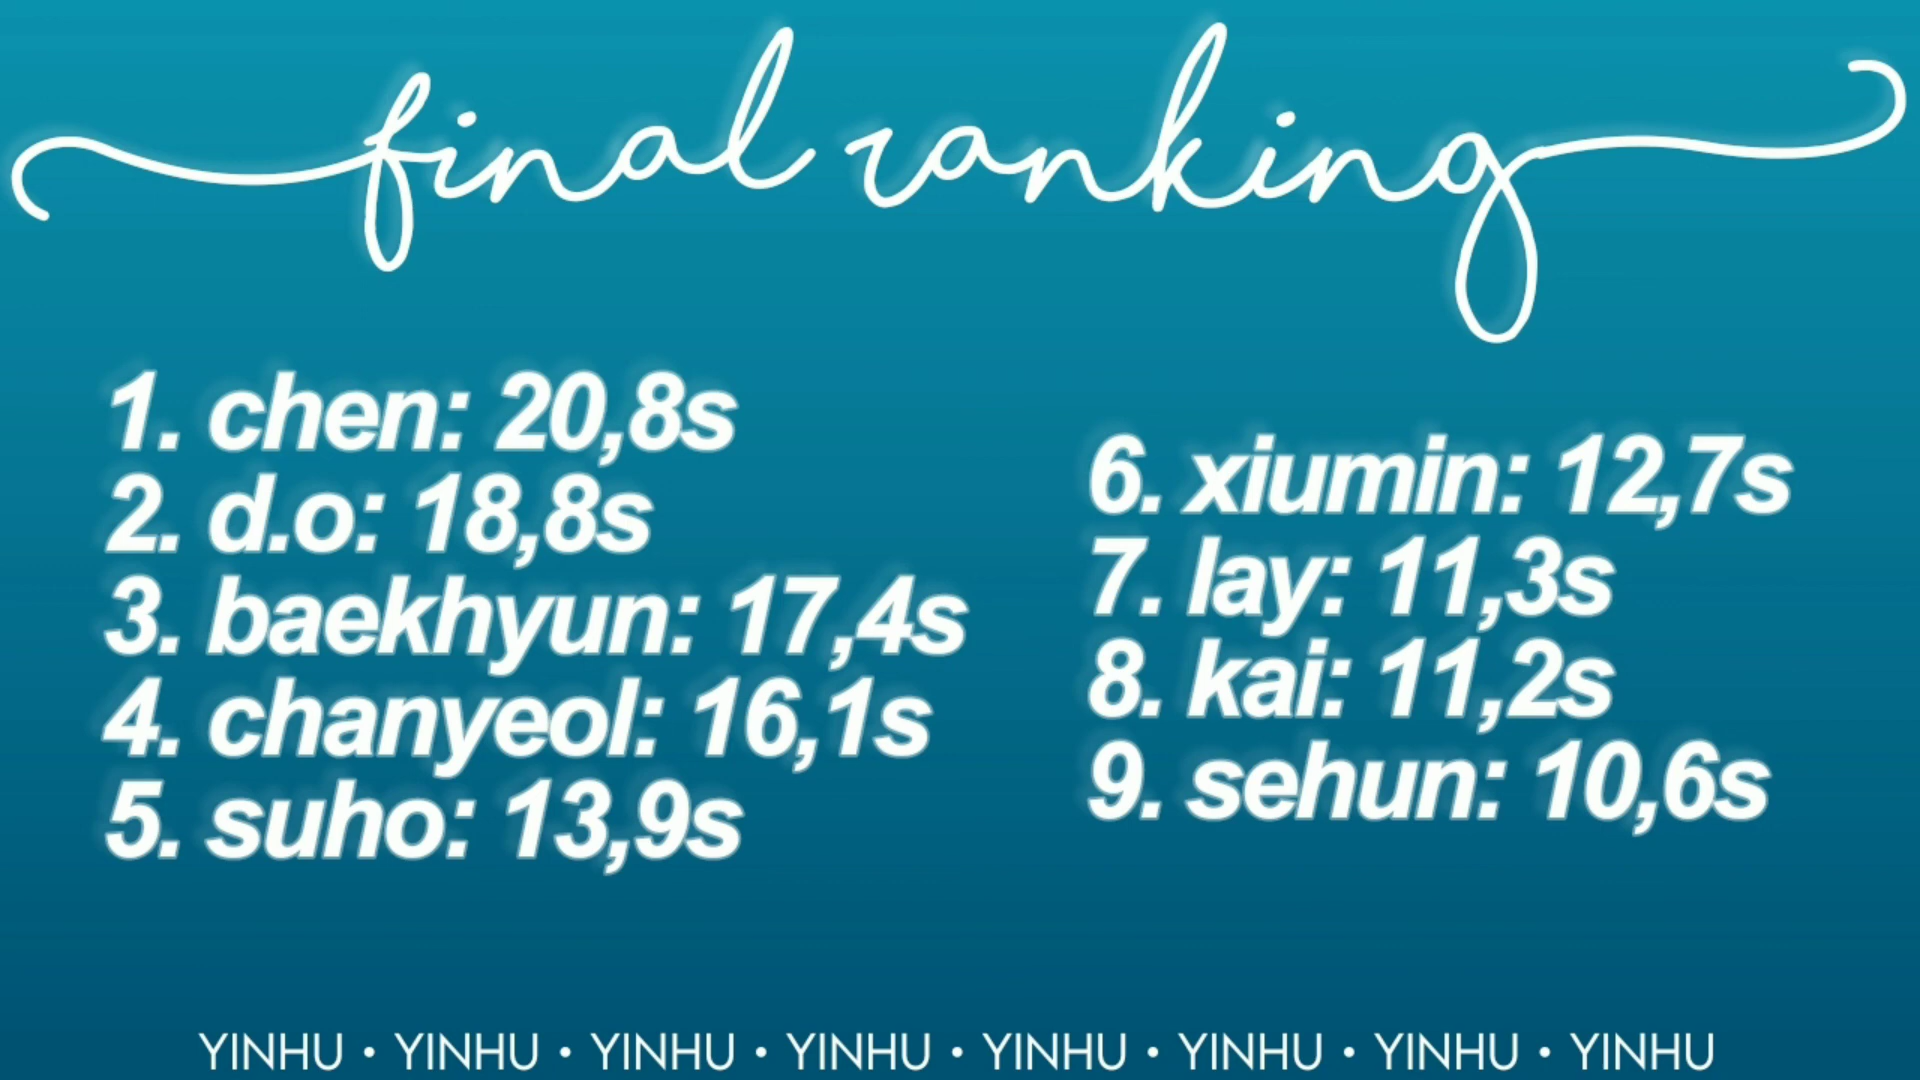 final ranking
1. chen: 20,8s
2. d.o: 18,8s
3. baekhyun: 17,4s
4. chanyeol: 16,1s
5. suho: 13,9s
6. xiumin: 12,7s
7. lay: 11,3s
8. kai: 11,2s
9. sehun: 10,6s
YINHU • YINHU • YINHU • YINHU • YINHU • YINHU • YINHU • YINHU